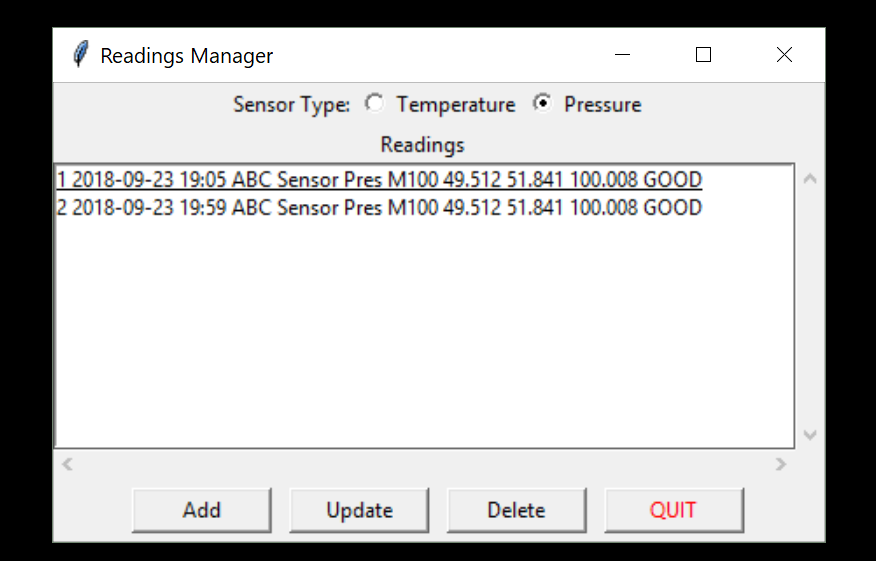 Readings Manager
Sensor Type: Temperature Pressure
Readings
1 2018-09-23 19:05 ABC Sensor Pres M100 49.512 51.841 100.008 GOOD
2 2018-09-23 19:59 ABC Sensor Pres M100 49.512 51.841 100.008 GOOD
Add Update Delete QUIT